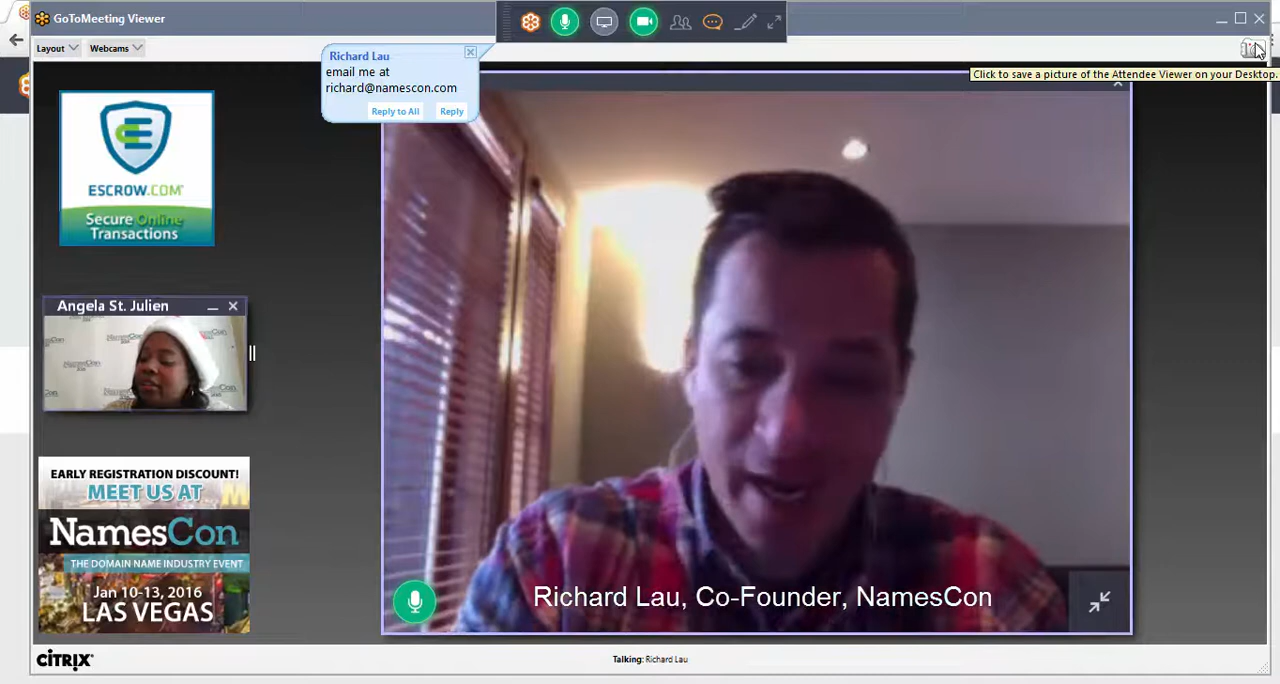 GoToMeeting Viewer
Layout
Webcams
Richard Lau
email me at
richard@namescon.com
Reply to All
Reply
Click to save a picture of the Attendee Viewer on your Desktop.
ESCROW.COM
Secure Online
Transactions
Angela St. Julien
NamesCon
EARLY REGISTRATION DISCOUNT!
MEET US AT
NamesCon
THE DOMAIN NAME INDUSTRY EVENT
Jan 10-13, 2016
LAS VEGAS
Richard Lau, Co-Founder, NamesCon
CİTRIX®
Talking: Richard Lau